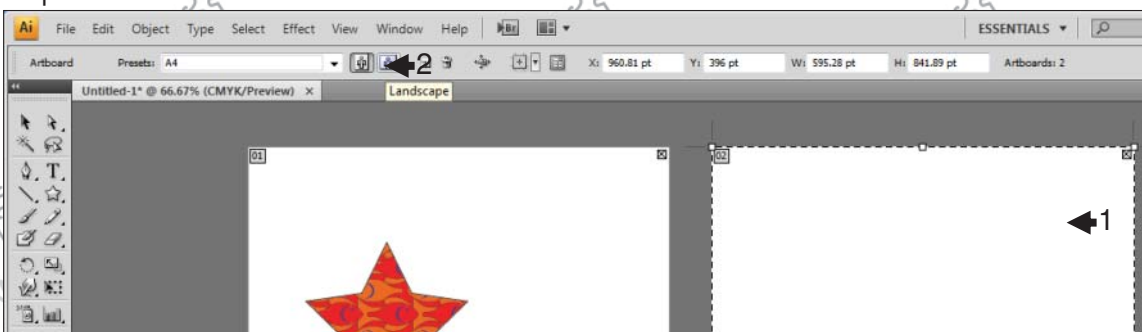 Ai File Edit Object Type Select Effect View Window Help Br ESSENTIALS
Artboard Presets: A4 2 X: 960.81 pt Y: 396 pt W: 595.28 pt H: 841.89 pt Artboards: 2
Untitled-1* @ 66.67% (CMYK/Preview) × Landscape
01 02
T
1